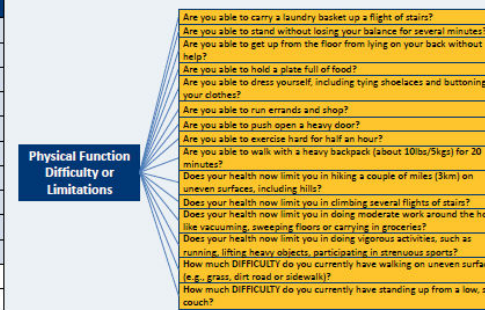 Physical Function
Difficulty or
Limitations
Are you able to carry a laundry basket up a flight of stairs?
Are you able to stand without losing your balance for several minutes?
Are you able to get up from the floor from lying on your back without
help?
Are you able to hold a plate full of food?
Are you able to dress yourself, including tying shoelaces and buttoning
your clothes?
Are you able to run errands and shop?
Are you able to push open a heavy door?
Are you able to exercise hard for half an hour?
Are you able to walk with a heavy backpack (about 10lbs/5kgs) for 20
minutes?
Does your health now limit you in hiking a couple of miles (3km) on
uneven surfaces, including hills?
Does your health now limit you in climbing several flights of stairs?
Does your health now limit you in doing moderate work around the
like vacuuming, sweeping floors or carrying in groceries?
Does your health now limit you in doing vigorous activities, such as
running, lifting heavy objects, participating in strenuous sports?
How much DIFFICULTY do you currently have walking on uneven
(e.g., grass, dirt road or sidewalk)?
How much DIFFICULTY do you currently have standing up from a low,
couch?